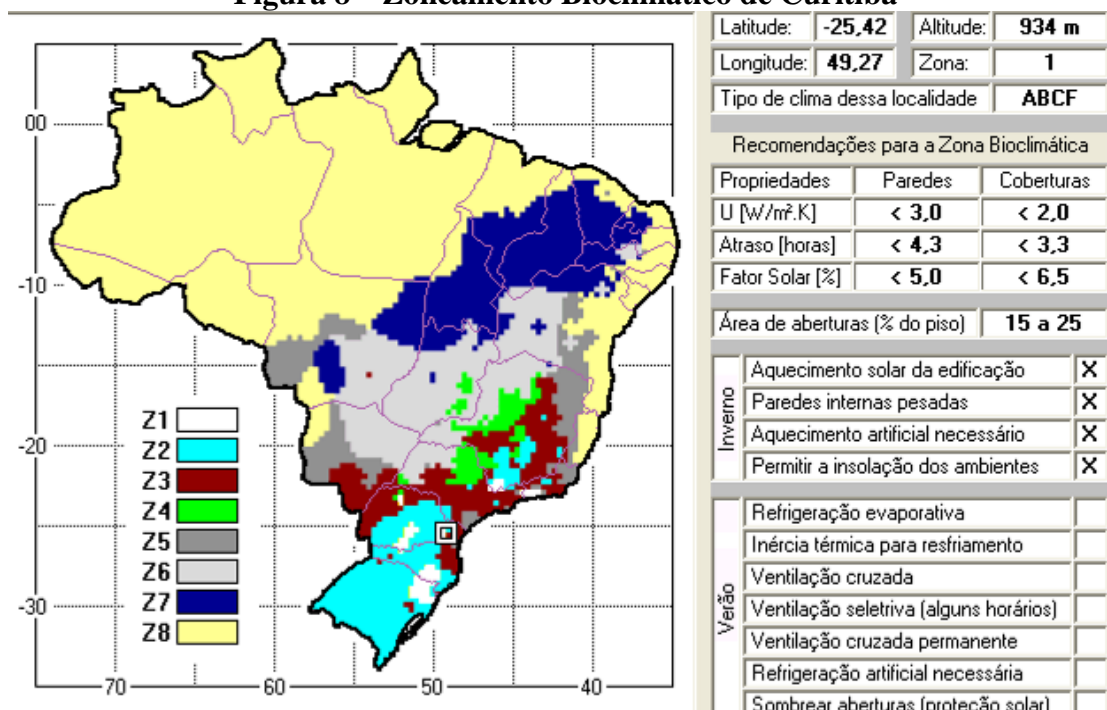 Figura 8 – Zoneamento Bioclimático de Curitiba
Latitude: -25,42 Altitude: 934 m
Longitude: 49,27 Zona: 1
Tipo de clima dessa localidade ABCF
Recomendações para a Zona Bioclimática
Propriedades Paredes Coberturas
U [W/m².K] < 3,0 < 2,0
Atraso [horas] < 4,3 < 3,3
Fator Solar [%] < 5,0 < 6,5
Área de aberturas (% do piso) 15 a 25
Inverno
Aquecimento solar da edificação X
Paredes internas pesadas X
Aquecimento artificial necessário X
Permitir a insolação dos ambientes X
Verão
Refrigeração evaporativa
Inércia térmica para resfriamento
Ventilação cruzada
Ventilação seletriva (alguns horários)
Ventilação cruzada permanente
Refrigeração artificial necessária
Sombrear aberturas (proteção solar)
00
-10
-20
-30
-70 -60 -50 -40
Z1
Z2
Z3
Z4
Z5
Z6
Z7
Z8